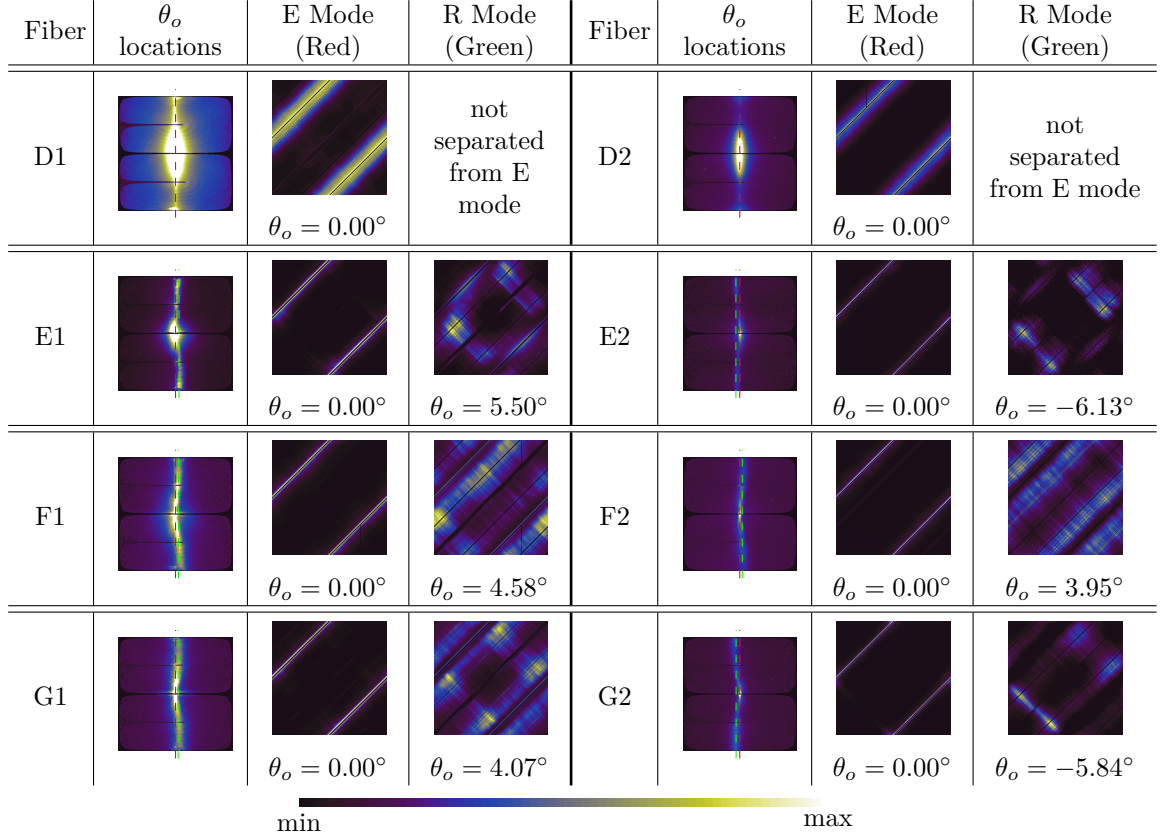 Fiber θₒ locations E Mode (Red) R Mode (Green) Fiber θₒ locations E Mode (Red) R Mode (Green)
D1 θₒ = 0.00° not separated from E mode D2 θₒ = 0.00° not separated from E mode
E1 θₒ = 0.00° θₒ = 5.50° E2 θₒ = 0.00° θₒ = −6.13°
F1 θₒ = 0.00° θₒ = 4.58° F2 θₒ = 0.00° θₒ = 3.95°
G1 θₒ = 0.00° θₒ = 4.07° G2 θₒ = 0.00° θₒ = −5.84°
min max